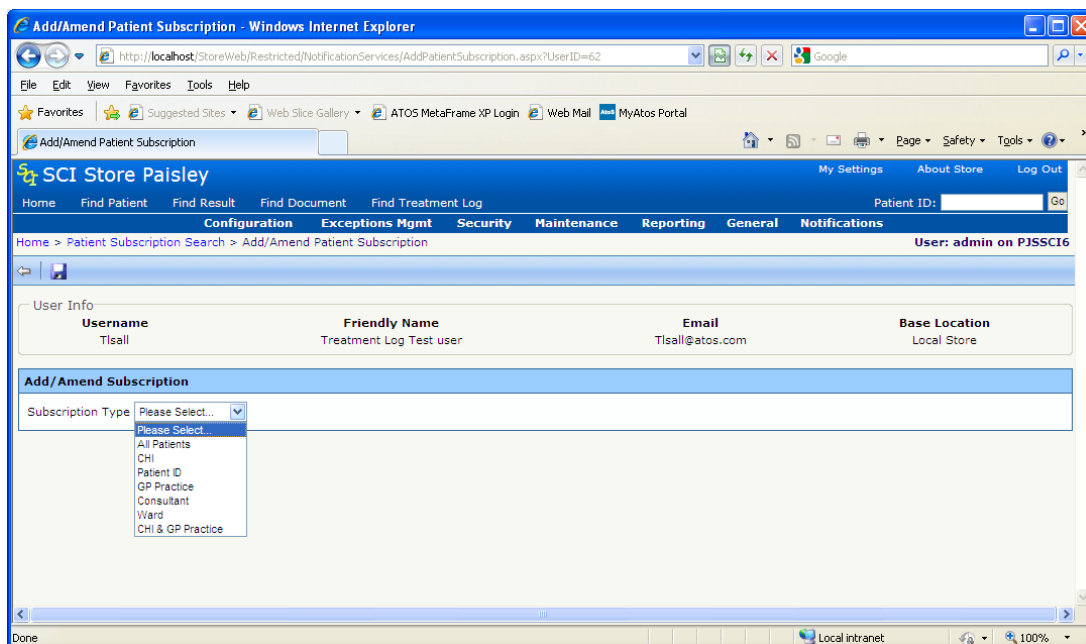 Add/Amend Patient Subscription - Windows Internet Explorer
http://localhost/StoreWeb/Restricted/NotificationServices/AddPatientSubscription.aspx?UserID=62
Google
File Edit View Favorites Tools Help
Favorites Suggested Sites Web Slice Gallery ATOS MetaFrame XP Login Web Mail MyAtos Portal
Add/Amend Patient Subscription Page Safety Tools
SCI Store Paisley My Settings About Store Log Out
Home Find Patient Find Result Find Document Find Treatment Log Patient ID: Go
Configuration Exceptions Mgmt Security Maintenance Reporting General Notifications
Home > Patient Subscription Search > Add/Amend Patient Subscription User: admin on PJSSCI6
User Info
Username Friendly Name Email Base Location
Tlsall Treatment Log Test user Tlsall@atos.com Local Store
Add/Amend Subscription
Subscription Type Please Select...
Please Select...
All Patients
CHI
Patient ID
GP Practice
Consultant
Ward
CHI & GP Practice
Done Local intranet 100%